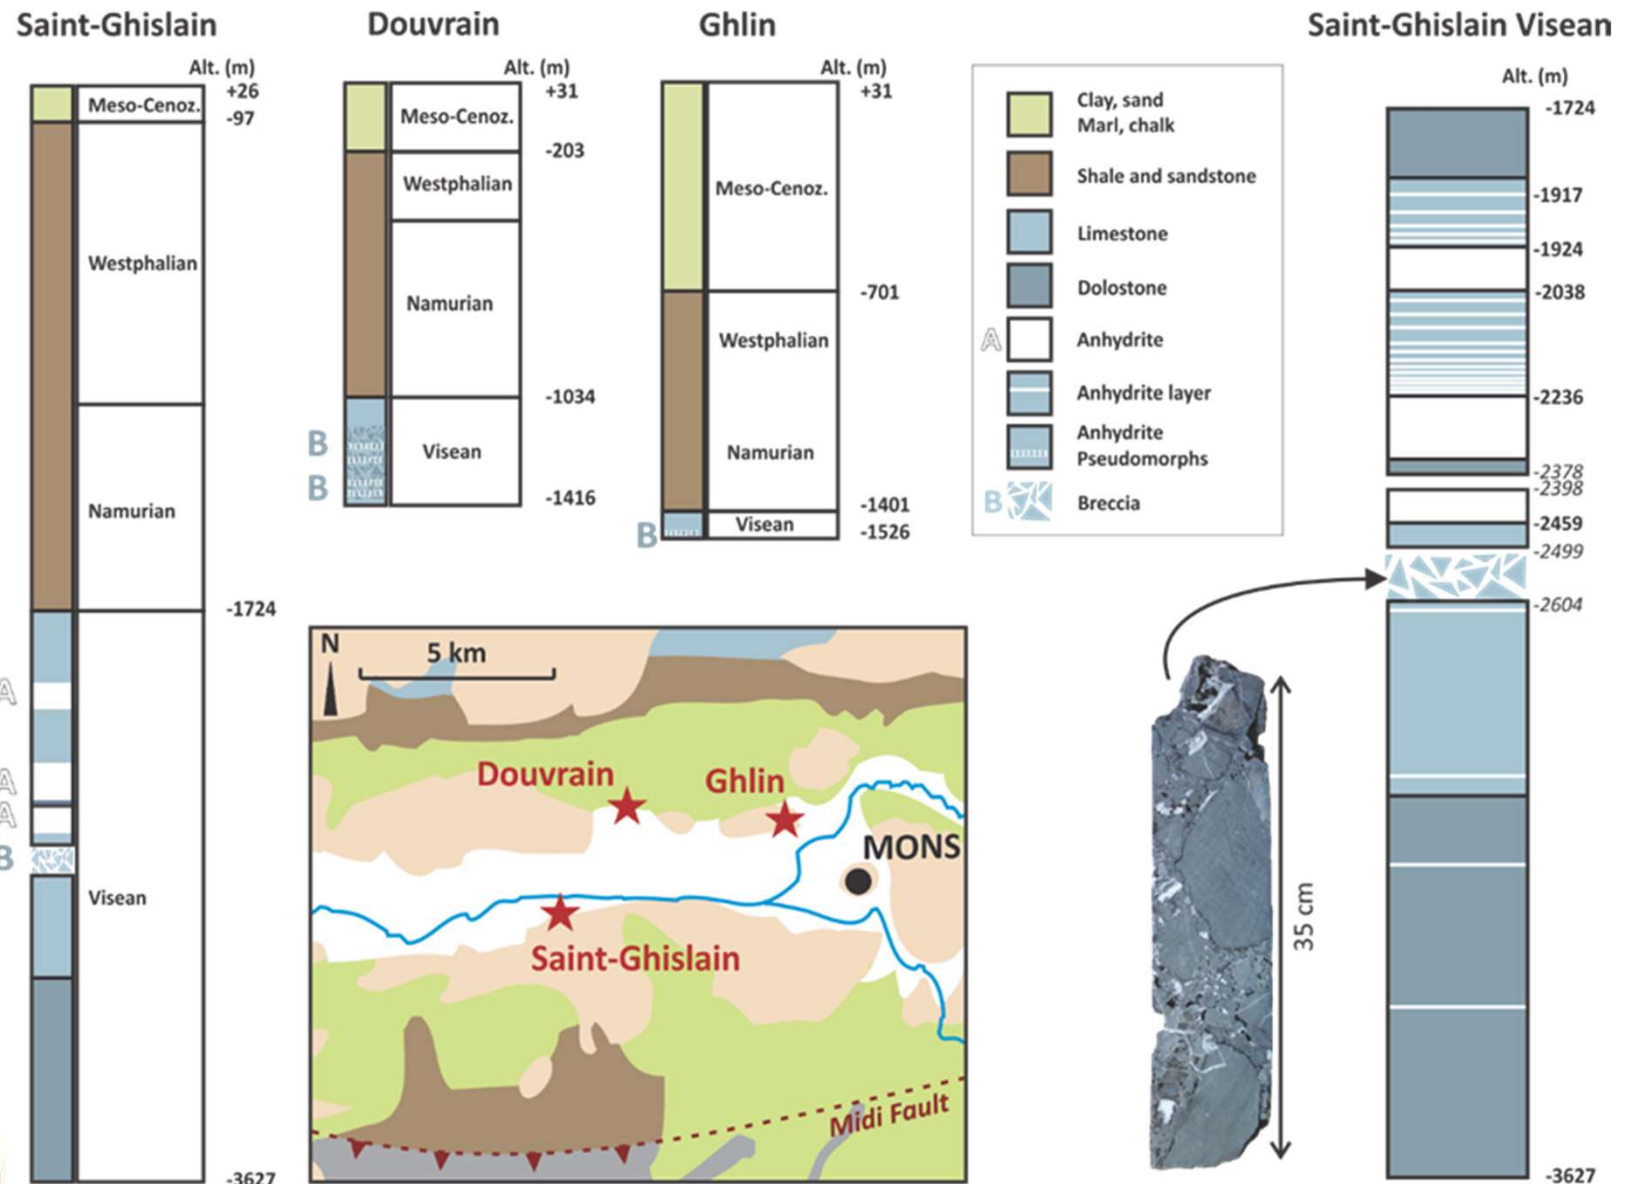 Saint-Ghislain
Alt. (m)
+26
Meso-Cenoz.
-97
Westphalian
Namurian
-1724
A
A
A
B
Visean
-3627
Douvrain
Alt. (m)
+31
Meso-Cenoz.
-203
Westphalian
Namurian
-1034
B
Visean
B
-1416
Ghlin
Alt. (m)
+31
Meso-Cenoz.
-701
Westphalian
Namurian
-1401
Visean
B
-1526
Clay, sand
Marl, chalk
Shale and sandstone
Limestone
Dolostone
A Anhydrite
Anhydrite layer
Anhydrite
Pseudomorphs
B Breccia
Saint-Ghislain Visean
Alt. (m)
-1724
-1917
-1924
-2038
-2236
-2378
-2398
-2459
-2499
-2604
-3627
35 cm
N
5 km
Douvrain
Ghlin
MONS
Saint-Ghislain
Midi Fault